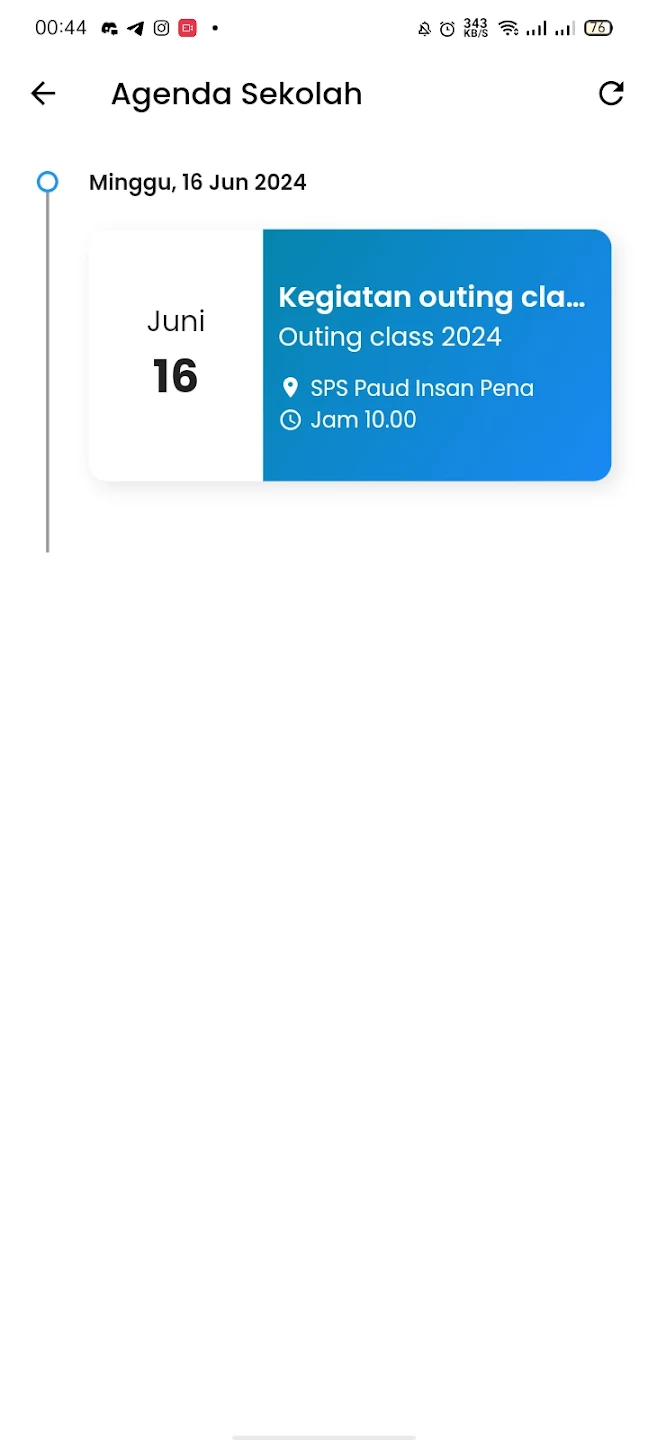 00:44 343 KB/S 76
Agenda Sekolah
Minggu, 16 Jun 2024
Juni
16
Kegiatan outing cla...
Outing class 2024
SPS Paud Insan Pena
Jam 10.00